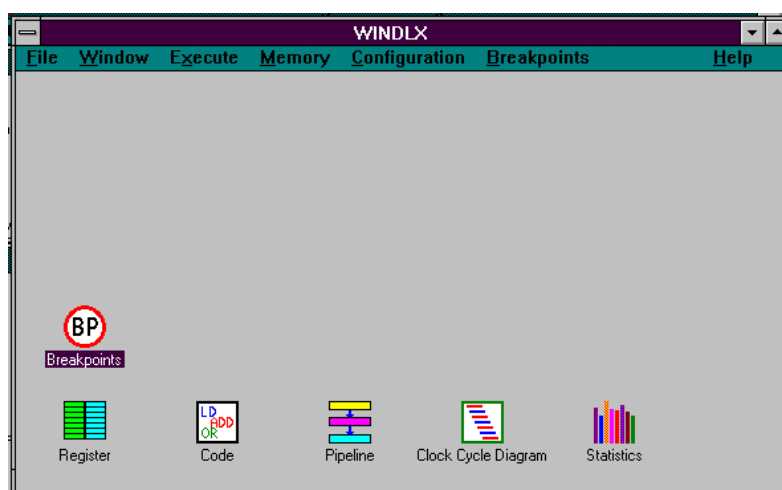 WINDLX
File Window Execute Memory Configuration Breakpoints Help
BP
Breakpoints
LD
ADD
OR
Register Code Pipeline Clock Cycle Diagram Statistics